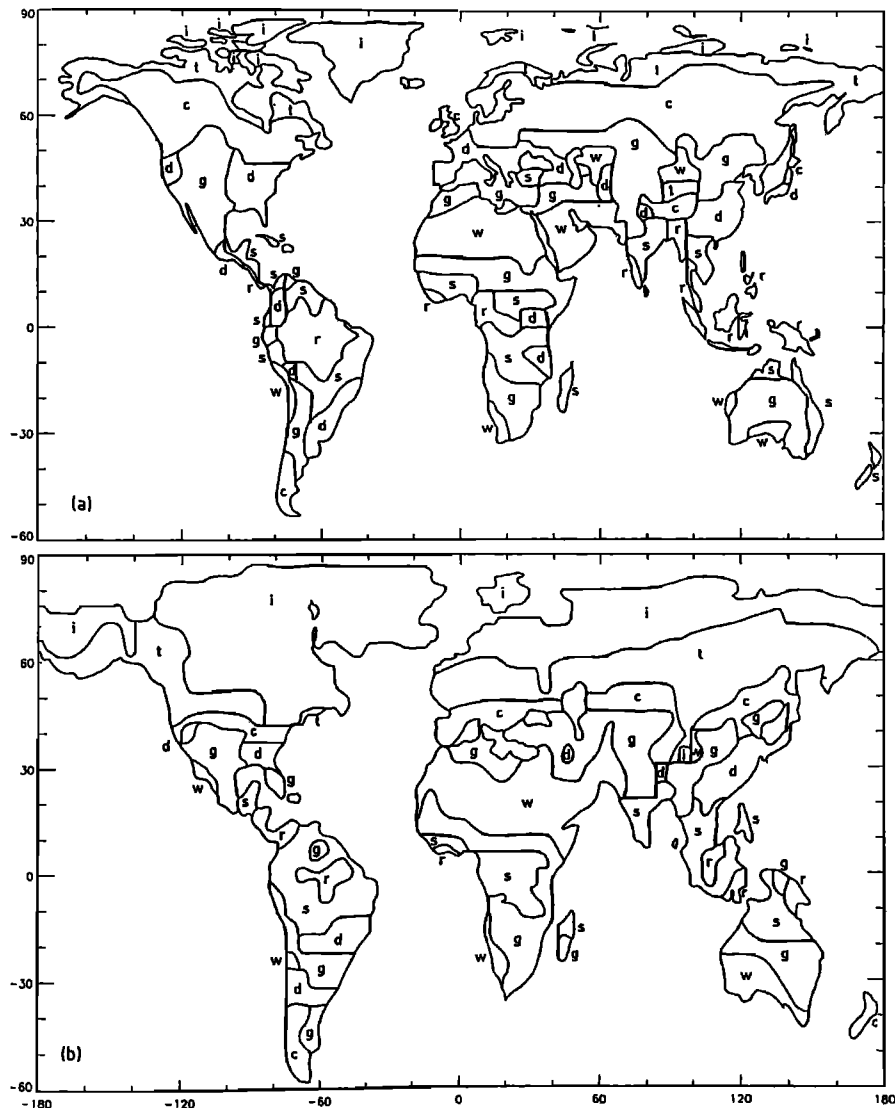 90
60
30
0
-30
-60
(a)
i i i i i i i i
t t t t t
c c c c
d g d d s d w g w g c
g g g t c d d
w w d s r s d
s s g s r g s
d r r s g s r r
s d r r s d
g s r s s d
w d s g d s w g s
g d w w s
c s
90
60
30
0
-30
-60
(b)
i i i i
t t
c c c c
d g d g d g d i w g g
w s g w s d
r g s r s s r s
r s s r g r
s d s g s s
w g w g w g
d g c
c
-180
-120
-60
0
60
120
180